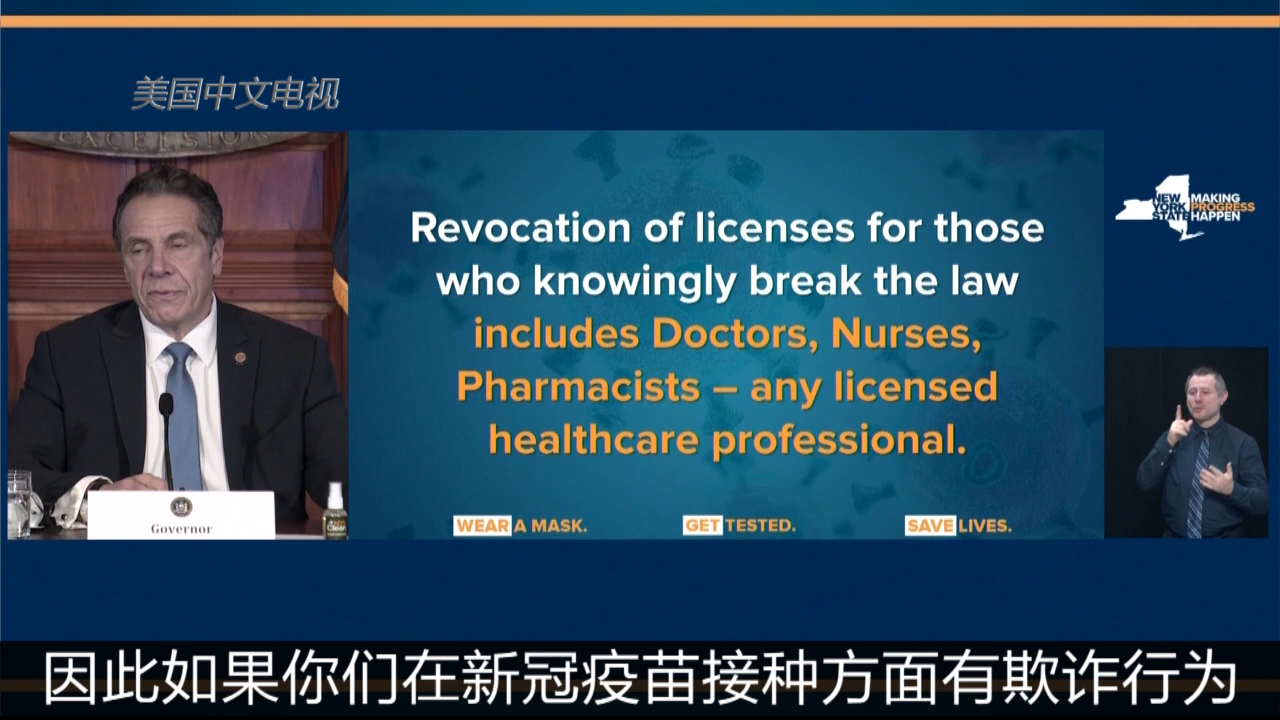 美国中文电视
EXCELSIOR
Revocation of licenses for those
who knowingly break the law
includes Doctors, Nurses,
Pharmacists – any licensed
healthcare professional.
NEW
YORK
STATE
MAKING
PROGRESS
HAPPEN
Governor
Clean
WEAR A MASK.
GET TESTED.
SAVE LIVES.
因此如果你们在新冠疫苗接种方面有欺诈行为